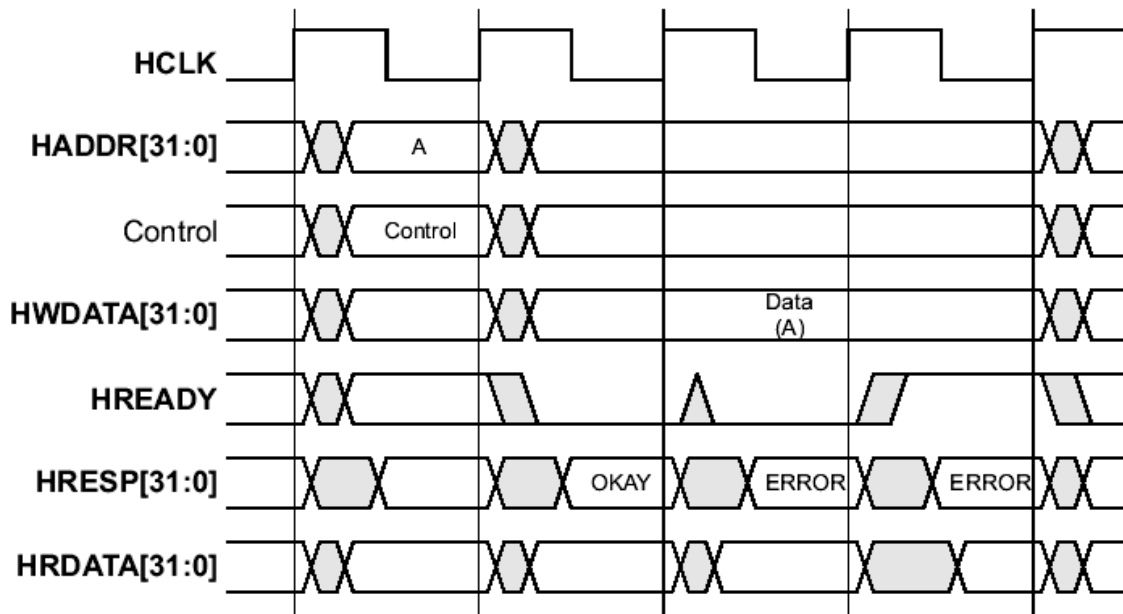 HCLK
HADDR[31:0]
A
Control
Control
HWDATA[31:0]
Data
(A)
HREADY
HRESP[31:0]
OKAY
ERROR
ERROR
HRDATA[31:0]